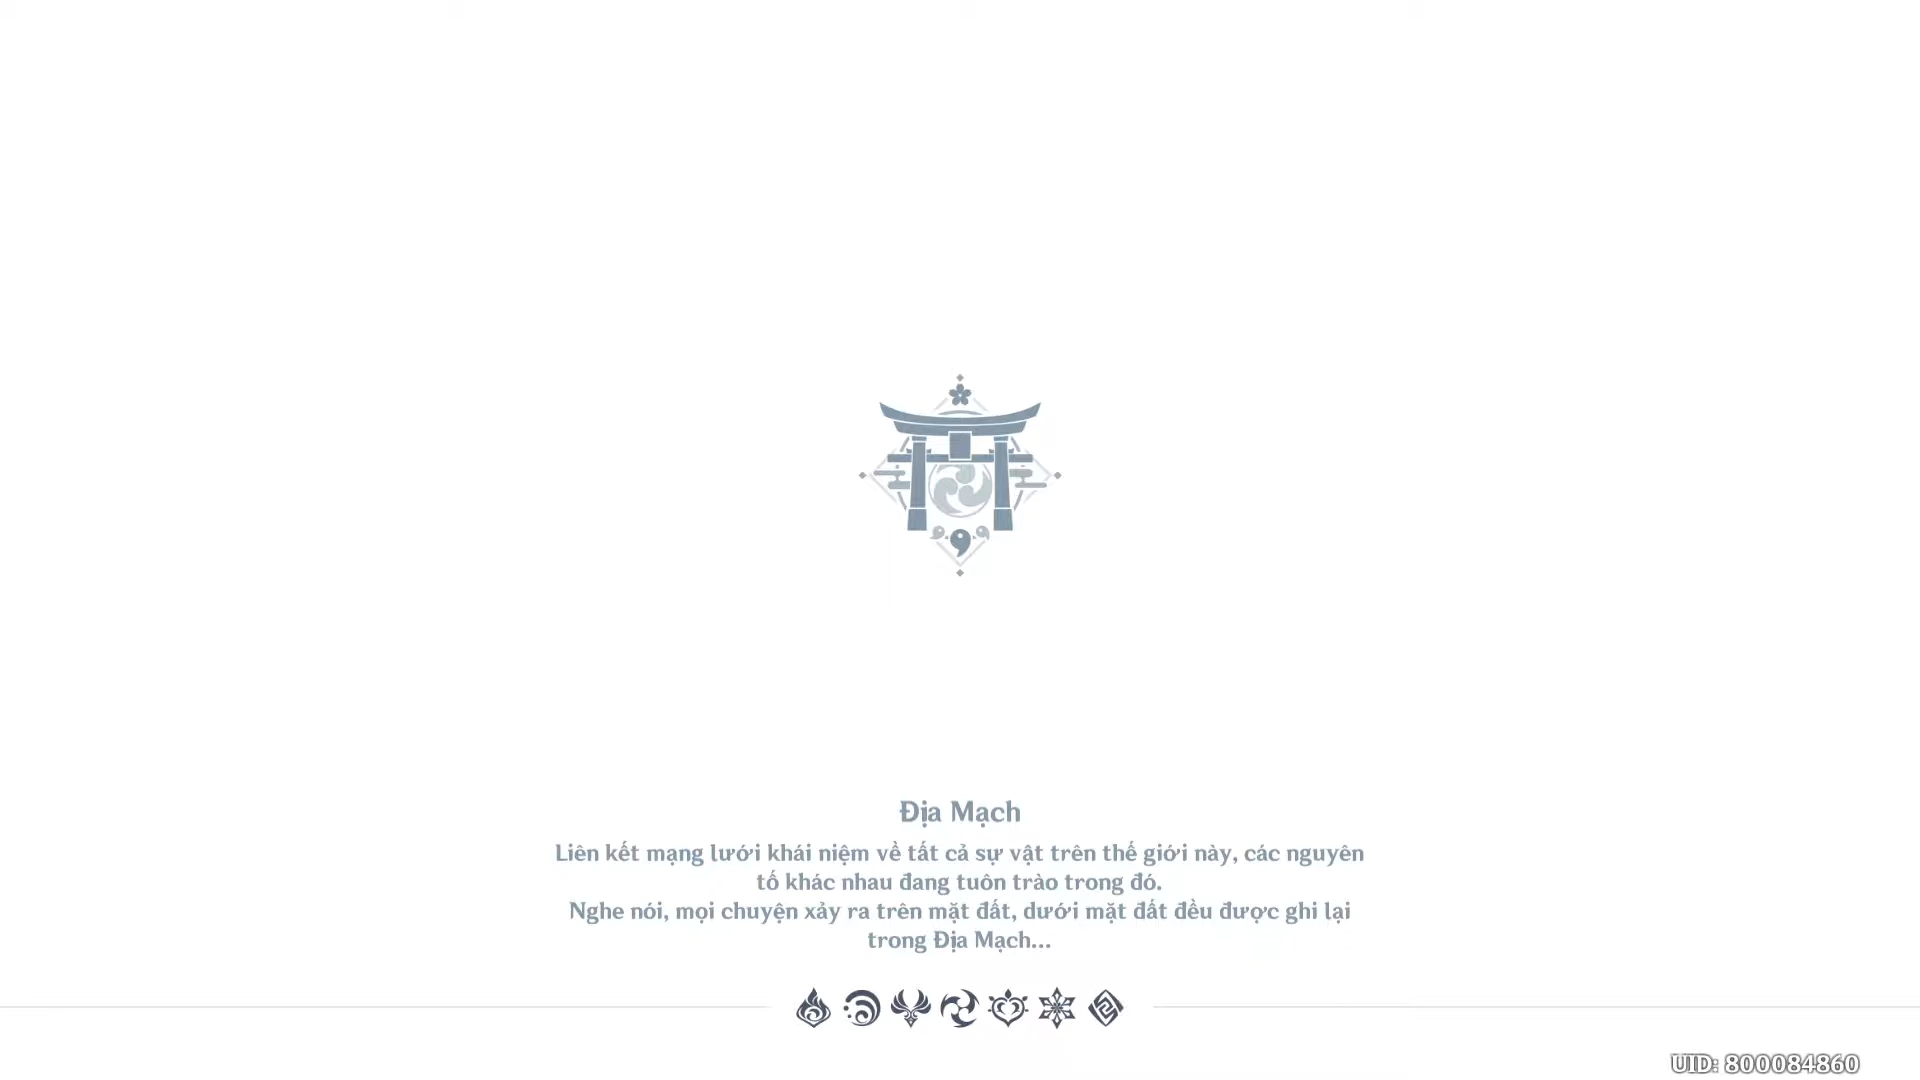 Địa Mạch
Liên kết mạng lưới khái niệm về tất cả sự vật trên thế giới này, các nguyên
tố khác nhau đang tuôn trào trong đó.
Nghe nói, mọi chuyện xảy ra trên mặt đất, dưới mặt đất đều được ghi lại
trong Địa Mạch...
UID: 800084860